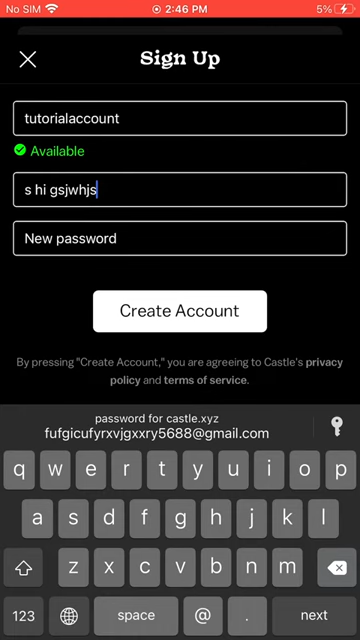 No SIM 2:46 PM 5%
Sign Up
tutorialaccount
Available
s hi gsjwhjs
New password
Create Account
By pressing "Create Account," you are agreeing to Castle's privacy
policy and terms of service.
password for castle.xyz
fufgicufyrxvjgxxry5688@gmail.com
q w e r t y u i o p
a s d f g h j k l
z x c v b n m
123 space @ . next